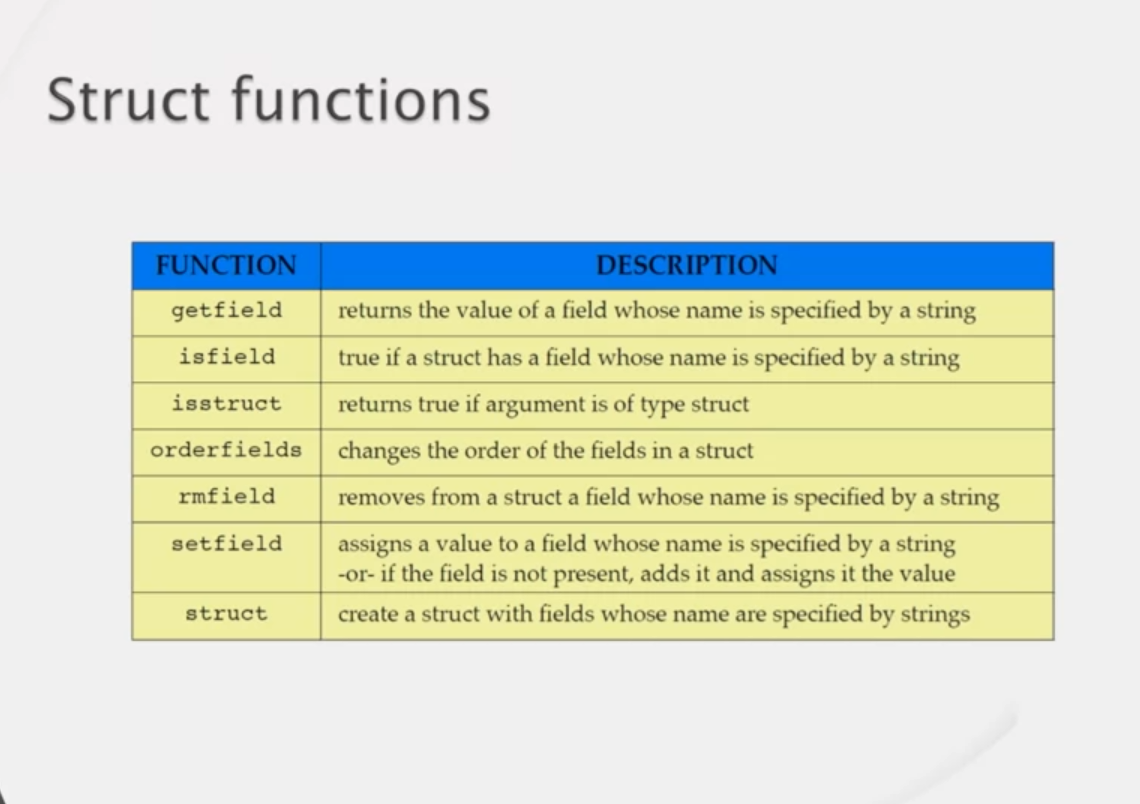 Struct functions
FUNCTION DESCRIPTION
getfield returns the value of a field whose name is specified by a string
isfield true if a struct has a field whose name is specified by a string
isstruct returns true if argument is of type struct
orderfields changes the order of the fields in a struct
rmfield removes from a struct a field whose name is specified by a string
setfield assigns a value to a field whose name is specified by a string
-or- if the field is not present, adds it and assigns it the value
struct create a struct with fields whose name are specified by strings